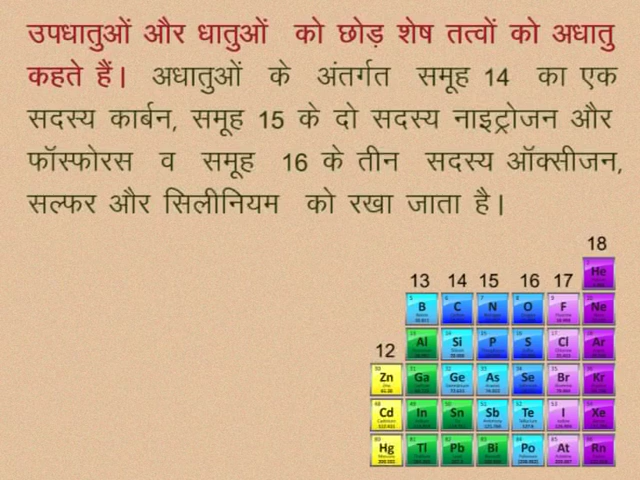 उपधातुओं और धातुओं को छोड़ शेष तत्वों को अधातु
कहते हैं। अधातुओं के अंतर्गत समूह 14 का एक
सदस्य कार्बन, समूह 15 के दो सदस्य नाइट्रोजन और
फॉस्फोरस व समूह 16 के तीन सदस्य ऑक्सीजन,
सल्फर और सिलीनियम को रखा जाता है।
18
He
13 14 15 16 17
B C N O F Ne
12
Al Si P S Cl Ar
Zn Ga Ge As Se Br Kr
Cd In Sn Sb Te I Xe
Hg Tl Pb Bi Po At Rn